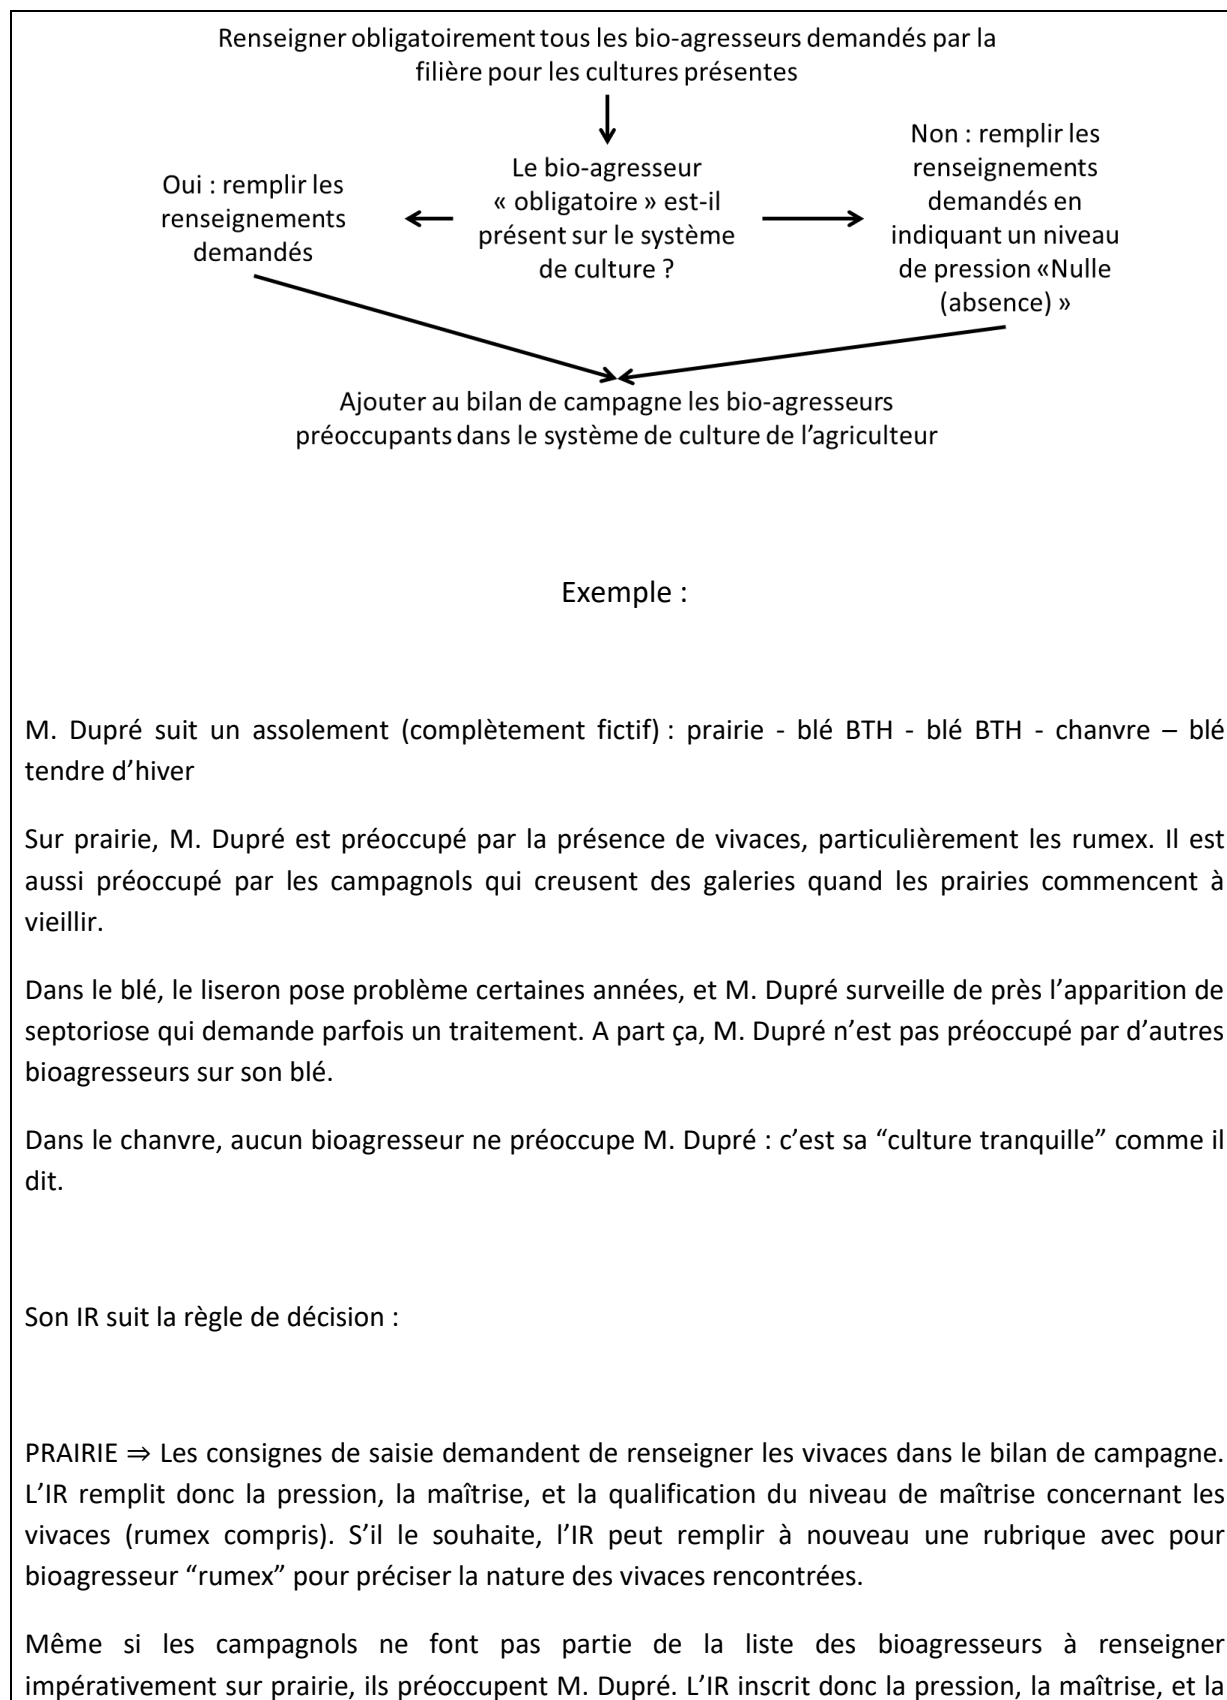 Renseigner obligatoirement tous les bio-agresseurs demandés par la
filière pour les cultures présentes
Oui : remplir les
renseignements
demandés
Le bio-agresseur
« obligatoire » est-il
présent sur le système
de culture ?
Non : remplir les
renseignements
demandés en
indiquant un niveau
de pression «Nulle
(absence) »
Ajouter au bilan de campagne les bio-agresseurs
préoccupants dans le système de culture de l’agriculteur
Exemple :
M. Dupré suit un assolement (complètement fictif) : prairie - blé BTH - blé BTH - chanvre – blé
tendre d’hiver
Sur prairie, M. Dupré est préoccupé par la présence de vivaces, particulièrement les rumex. Il est
aussi préoccupé par les campagnols qui creusent des galeries quand les prairies commencent à
vieillir.
Dans le blé, le liseron pose problème certaines années, et M. Dupré surveille de près l’apparition de
septoriose qui demande parfois un traitement. A part ça, M. Dupré n’est pas préoccupé par d’autres
bioagresseurs sur son blé.
Dans le chanvre, aucun bioagresseur ne préoccupe M. Dupré : c’est sa “culture tranquille” comme il
dit.
Son IR suit la règle de décision :
PRAIRIE ⇒ Les consignes de saisie demandent de renseigner les vivaces dans le bilan de campagne.
L’IR remplit donc la pression, la maîtrise, et la qualification du niveau de maîtrise concernant les
vivaces (rumex compris). S’il le souhaite, l’IR peut remplir à nouveau une rubrique avec pour
bioagresseur “rumex” pour préciser la nature des vivaces rencontrées.
Même si les campagnols ne font pas partie de la liste des bioagresseurs à renseigner
impérativement sur prairie, ils préoccupent M. Dupré. L’IR inscrit donc la pression, la maîtrise, et la